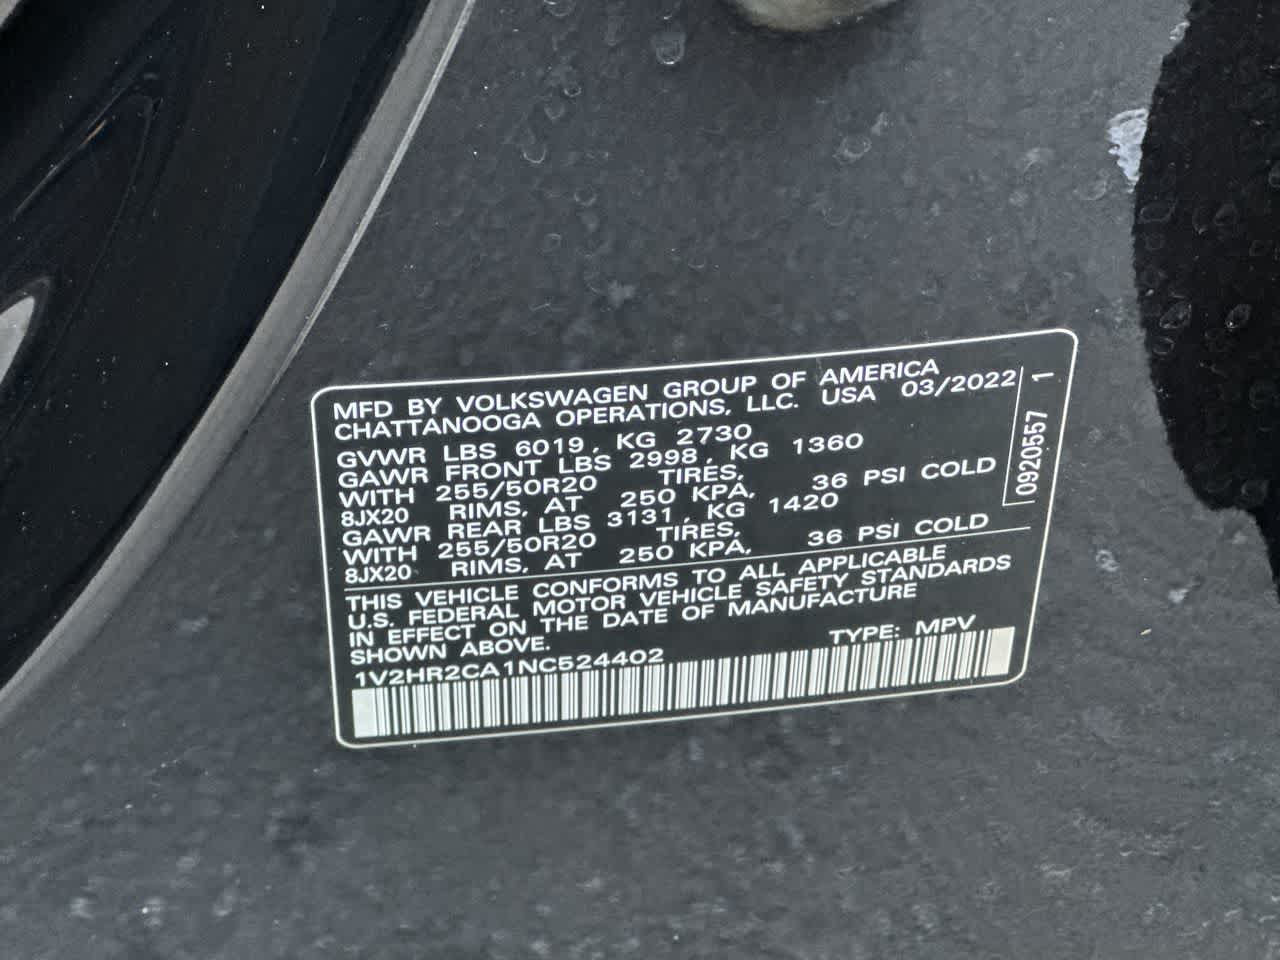 MFD BY VOLKSWAGEN GROUP OF AMERICA
CHATTANOOGA OPERATIONS, LLC. USA 03/2022
GVWR LBS 6019, KG 2730
GAWR FRONT LBS 2998, KG 1360
WITH 255/50R20 TIRES,
8JX20 RIMS, AT 250 KPA, 36 PSI COLD
GAWR REAR LBS 3131, KG 1420
WITH 255/50R20 TIRES,
8JX20 RIMS, AT 250 KPA, 36 PSI COLD
0920557 1
THIS VEHICLE CONFORMS TO ALL APPLICABLE
U.S. FEDERAL MOTOR VEHICLE SAFETY STANDARDS
IN EFFECT ON THE DATE OF MANUFACTURE
SHOWN ABOVE.
1V2HR2CA1NC524402 TYPE: MPV